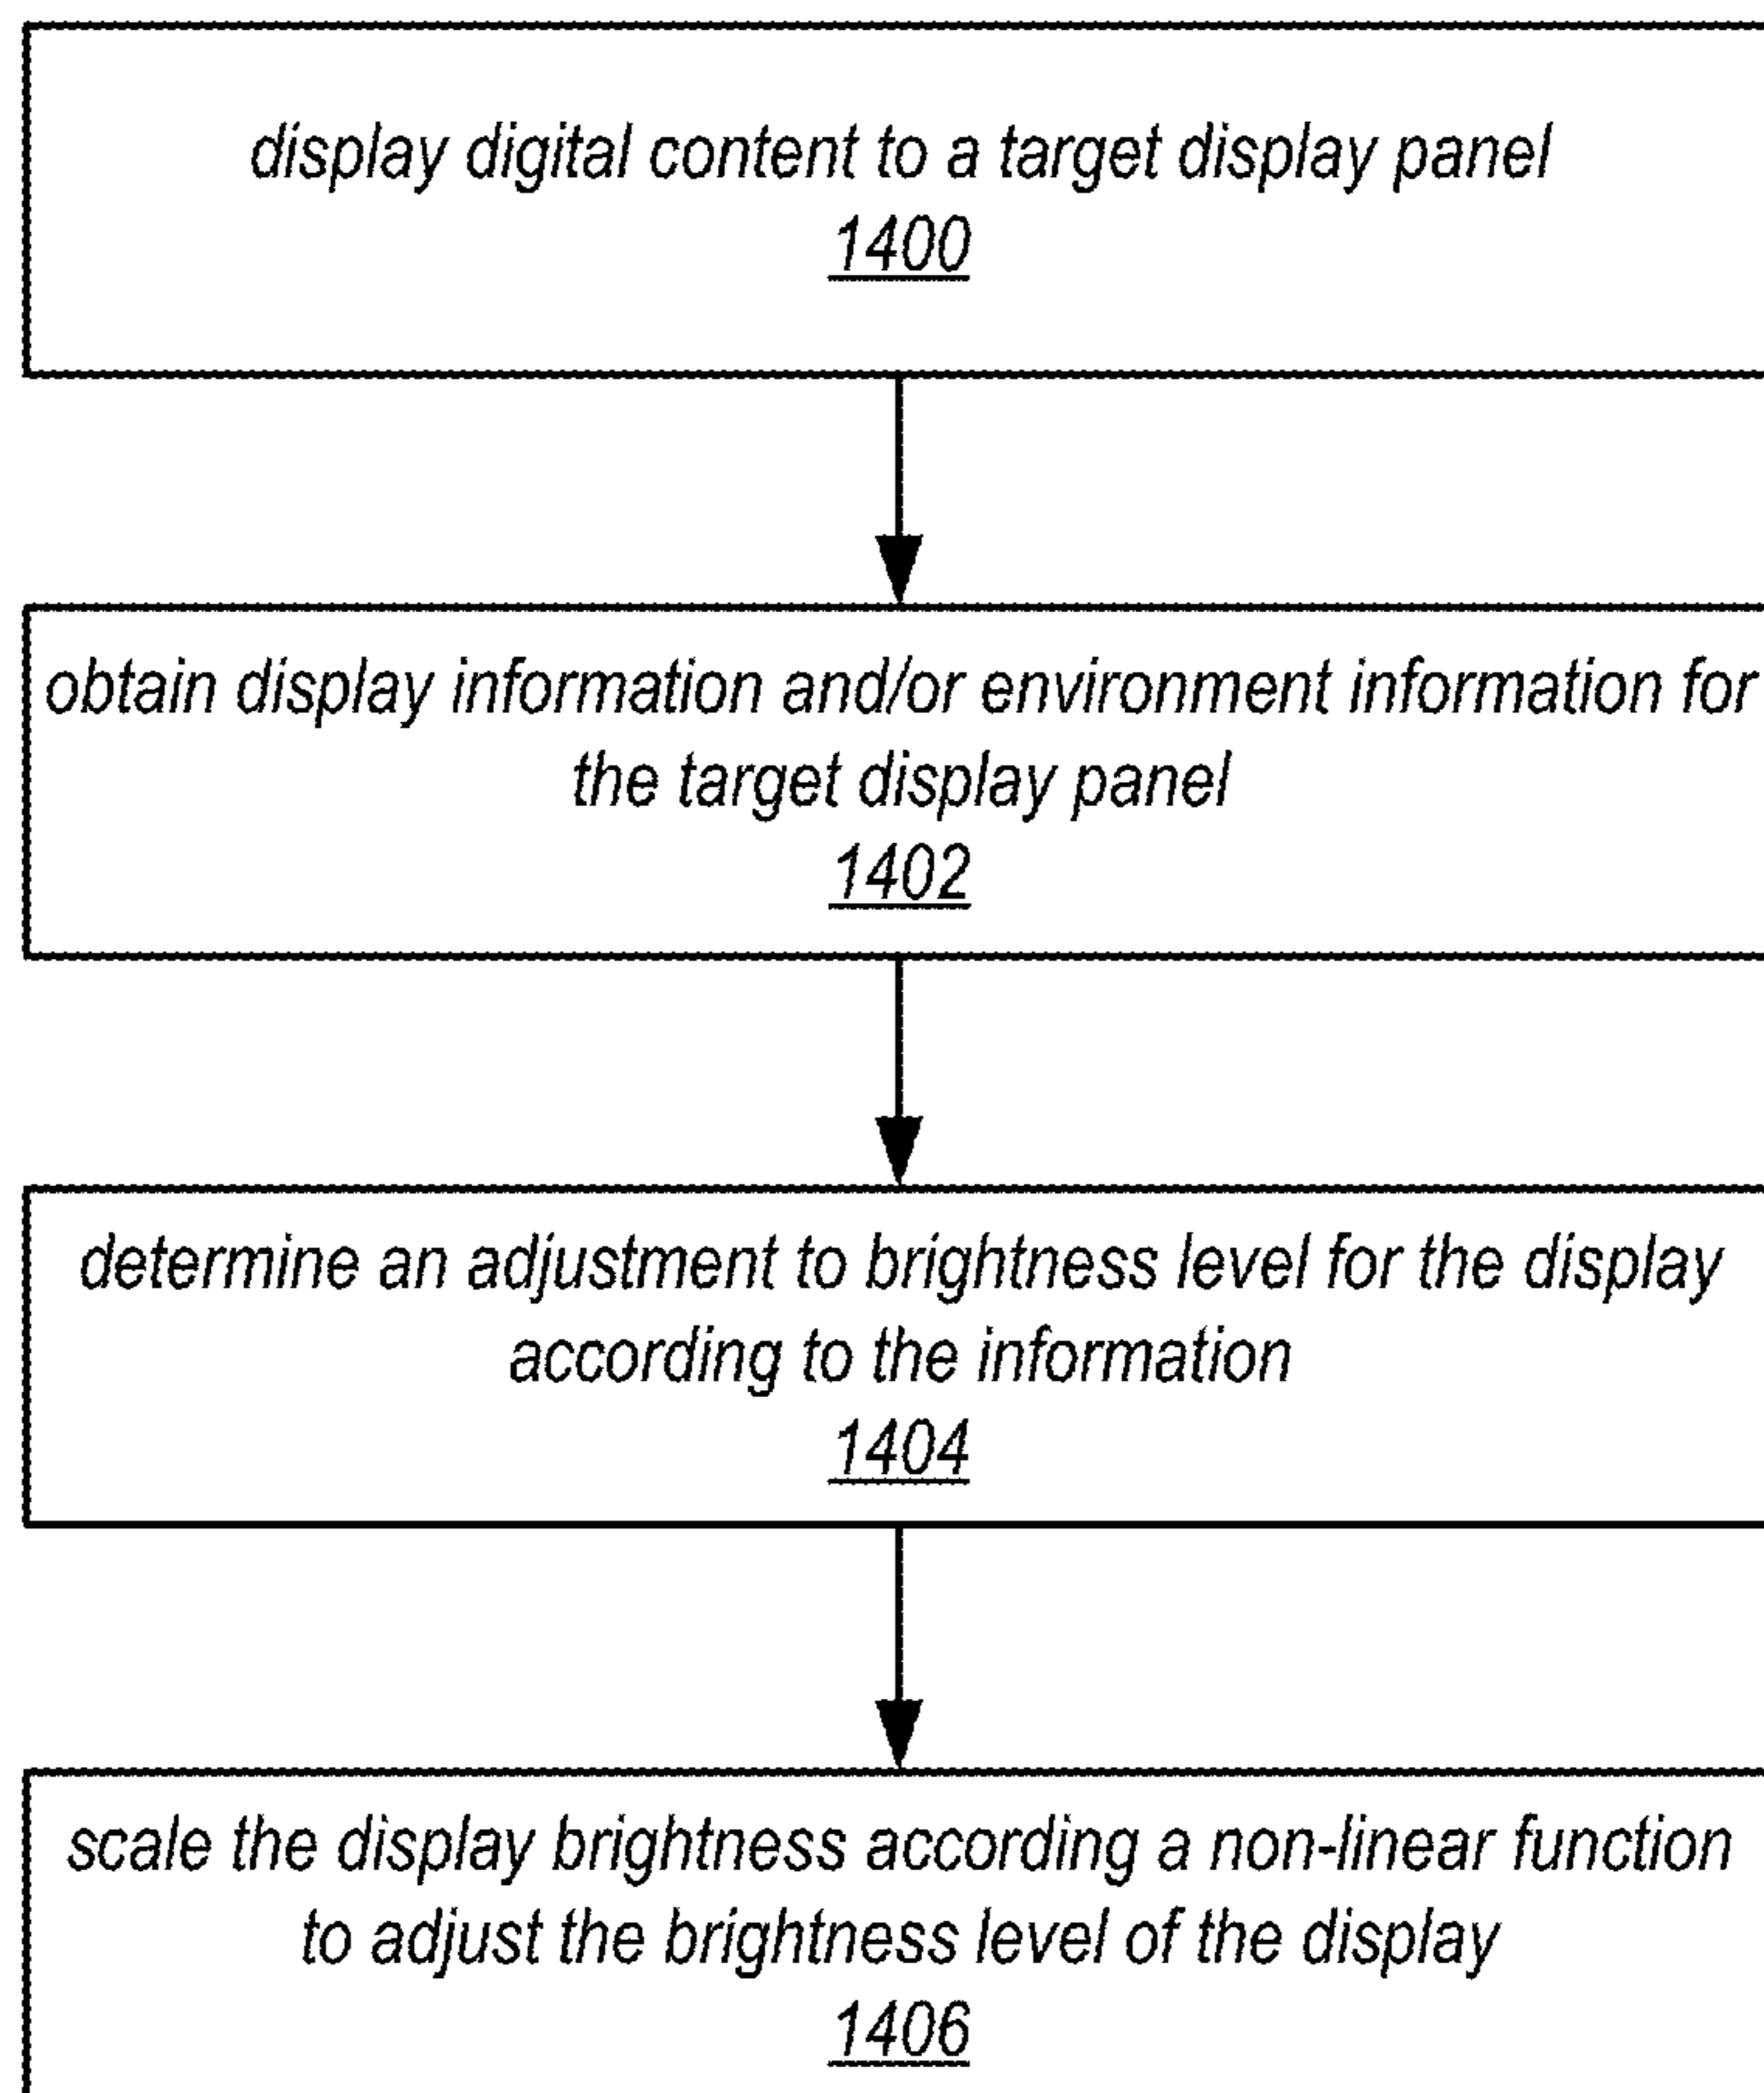 display digital content to a target display panel
1400
obtain display information and/or environment information for
the target display panel
1402
determine an adjustment to brightness level for the display
according to the information
1404
scale the display brightness according a non-linear function
to adjust the brightness level of the display
1406